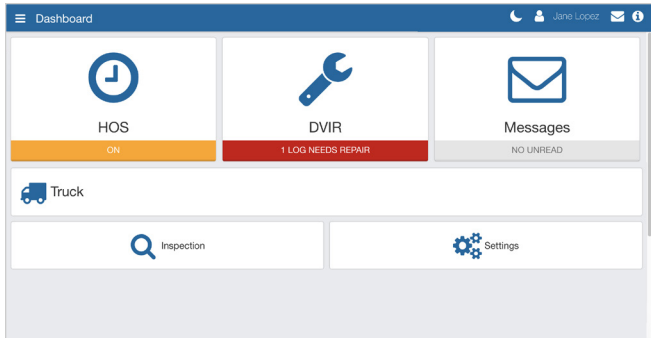 Dashboard
Jane Lopez
HOS
ON
DVIR
1 LOG NEEDS REPAIR
Messages
NO UNREAD
Truck
Inspection
Settings